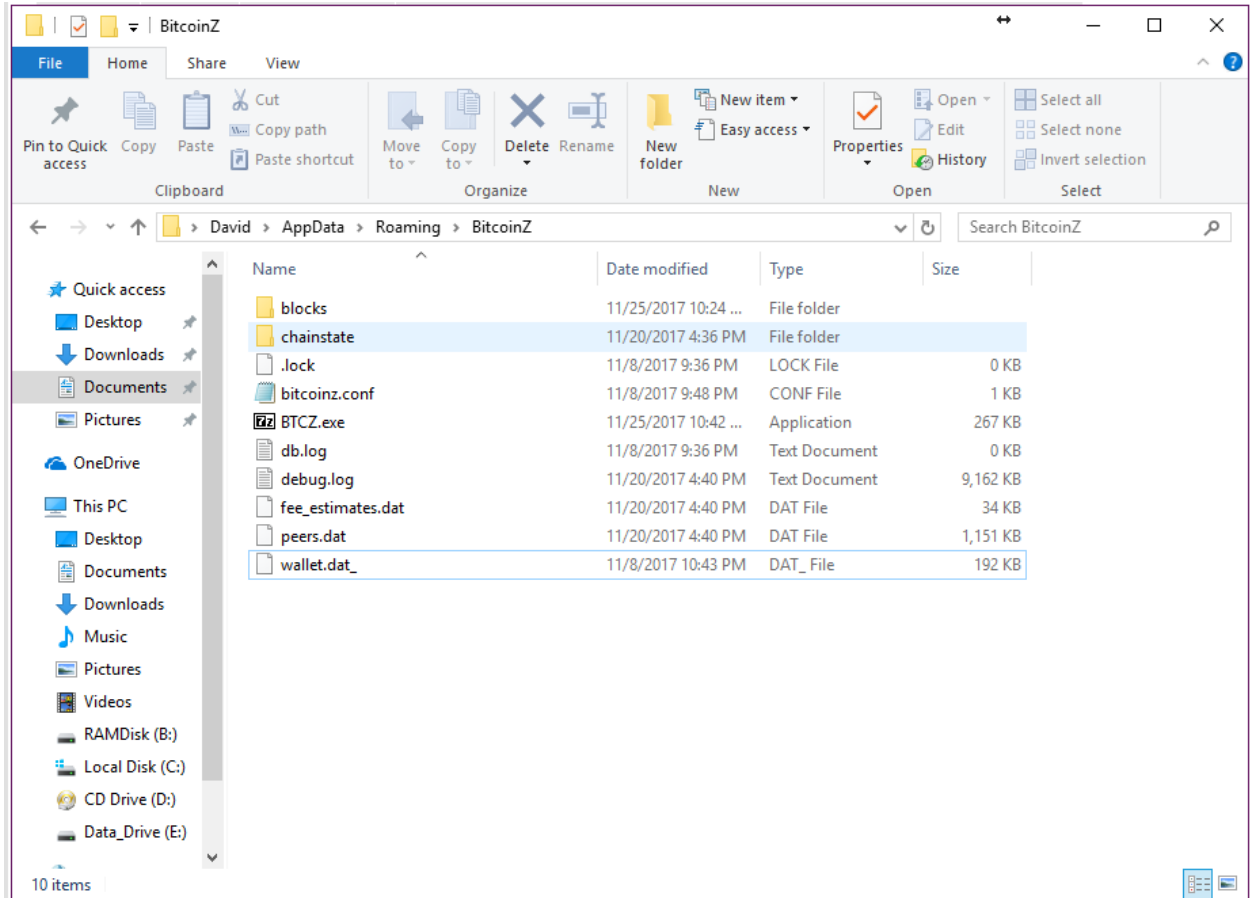 BitcoinZ
File Home Share View
Pin to Quick access
Copy
Paste
Cut
Copy path
Paste shortcut
Move to
Copy to
Delete
Rename
New folder
New item
Easy access
Properties
Open
Edit
History
Select all
Select none
Invert selection
Clipboard Organize New Open Select
David > AppData > Roaming > BitcoinZ
Search BitcoinZ
Quick access
Desktop
Downloads
Documents
Pictures
OneDrive
This PC
Desktop
Documents
Downloads
Music
Pictures
Videos
RAMDisk (B:)
Local Disk (C:)
CD Drive (D:)
Data_Drive (E:)
Name Date modified Type Size
blocks 11/25/2017 10:24 ... File folder
chainstate 11/20/2017 4:36 PM File folder
.lock 11/8/2017 9:36 PM LOCK File 0 KB
bitcoinz.conf 11/8/2017 9:48 PM CONF File 1 KB
BTCZ.exe 11/25/2017 10:42 ... Application 267 KB
db.log 11/8/2017 9:36 PM Text Document 0 KB
debug.log 11/20/2017 4:40 PM Text Document 9,162 KB
fee_estimates.dat 11/20/2017 4:40 PM DAT File 34 KB
peers.dat 11/20/2017 4:40 PM DAT File 1,151 KB
wallet.dat_ 11/8/2017 10:43 PM DAT_ File 192 KB
10 items